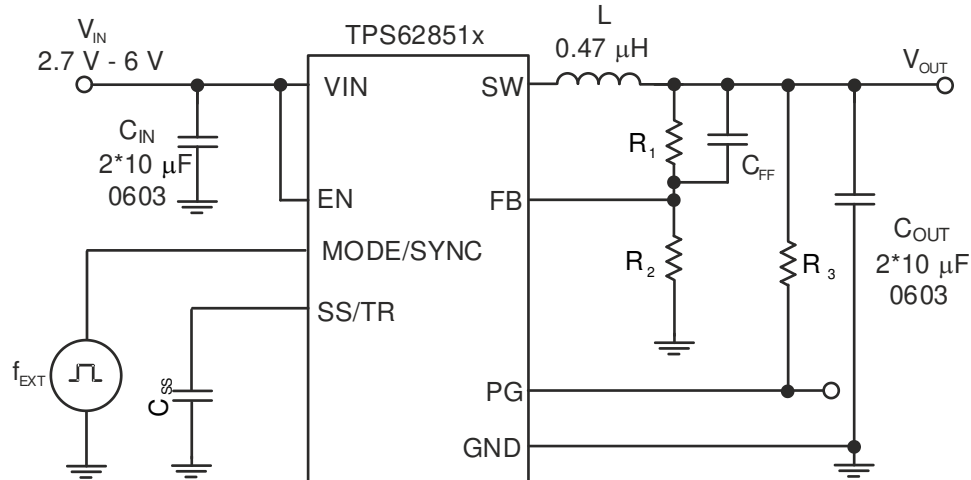 V_IN
2.7 V - 6 V
TPS62851x
L
0.47 μH
V_OUT
VIN
SW
C_IN
2*10 μF
0603
R_1
C_FF
EN
FB
MODE/SYNC
R_2
R_3
C_OUT
2*10 μF
0603
SS/TR
f_EXT
C_SS
PG
GND